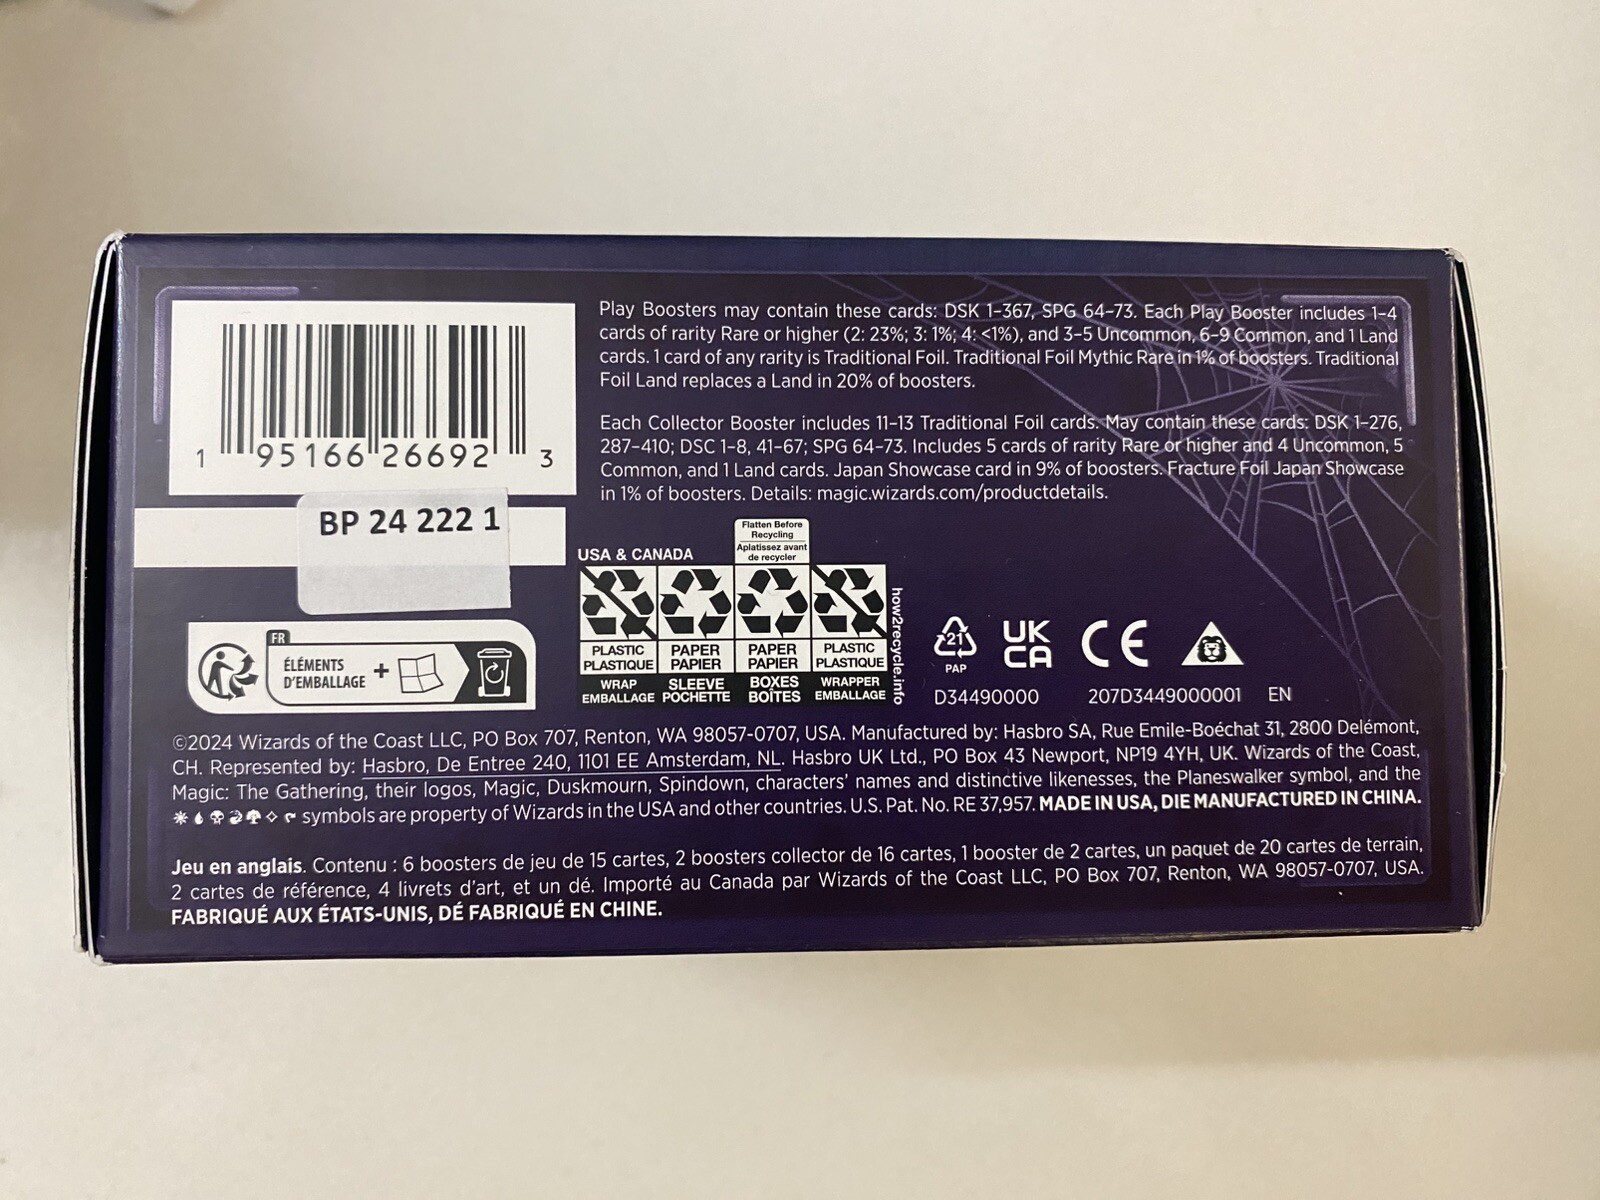 Play Boosters may contain these cards: DSK 1–367, SPG 64–73. Each Play Booster includes 1–4
cards of rarity Rare or higher (2: 23%; 3: 1%; 4: <1%), and 3–5 Uncommon, 6–9 Common, and 1 Land
cards. 1 card of any rarity is Traditional Foil. Traditional Foil Mythic Rare in 1% of boosters. Traditional
Foil Land replaces a Land in 20% of boosters.
Each Collector Booster includes 11–13 Traditional Foil cards. May contain these cards: DSK 1–276,
287–410; DSC 1–8, 41–67; SPG 64–73. Includes 5 cards of rarity Rare or higher and 4 Uncommon, 5
Common, and 1 Land cards. Japan Showcase card in 9% of boosters. Fracture Foil Japan Showcase
in 1% of boosters. Details: magic.wizards.com/productdetails.
1 95166 26692 3
BP 24 222 1
FR
ÉLÉMENTS
D'EMBALLAGE +
USA & CANADA
Flatten Before
Recycling
Aplatissez avant
de recycler
PLASTIC
PLASTIQUE
WRAP
EMBALLAGE
PAPER
PAPIER
SLEEVE
POCHETTE
PAPER
PAPIER
BOXES
BOÎTES
PLASTIC
PLASTIQUE
WRAPPER
EMBALLAGE
how2recycle.info
21
PAP
UK
CA
CE
D34490000 207D3449000001 EN
©2024 Wizards of the Coast LLC, PO Box 707, Renton, WA 98057-0707, USA. Manufactured by: Hasbro SA, Rue Emile-Boéchat 31, 2800 Delémont,
CH. Represented by: Hasbro, De Entree 240, 1101 EE Amsterdam, NL. Hasbro UK Ltd., PO Box 43 Newport, NP19 4YH, UK. Wizards of the Coast,
Magic: The Gathering, their logos, Magic, Duskmourn, Spindown, characters' names and distinctive likenesses, the Planeswalker symbol, and the
symbols are property of Wizards in the USA and other countries. U.S. Pat. No. RE 37,957. MADE IN USA, DIE MANUFACTURED IN CHINA.
Jeu en anglais. Contenu : 6 boosters de jeu de 15 cartes, 2 boosters collector de 16 cartes, 1 booster de 2 cartes, un paquet de 20 cartes de terrain,
2 cartes de référence, 4 livrets d'art, et un dé. Importé au Canada par Wizards of the Coast LLC, PO Box 707, Renton, WA 98057-0707, USA.
FABRIQUÉ AUX ÉTATS-UNIS, DÉ FABRIQUÉ EN CHINE.